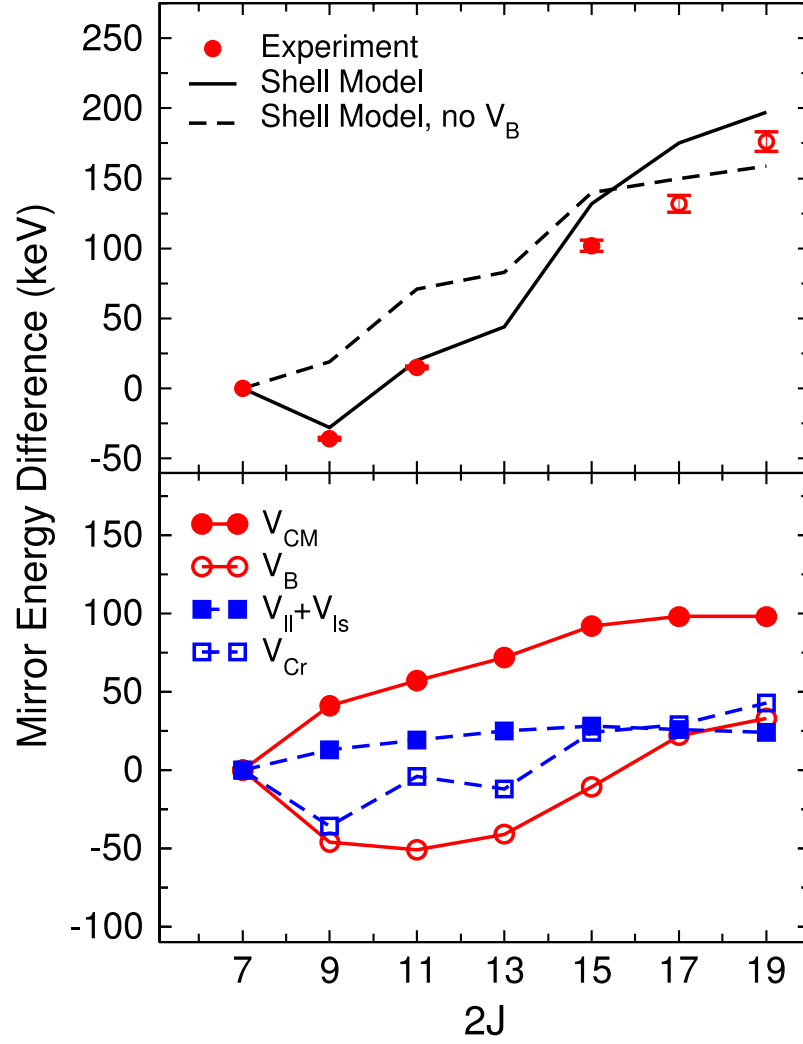 Mirror Energy Difference (keV)
250
200
150
100
50
0
-50
Experiment
Shell Model
Shell Model, no V_B
150
100
50
0
-50
-100
V_CM
V_B
V_ll+V_ls
V_Cr
7 9 11 13 15 17 19
2J